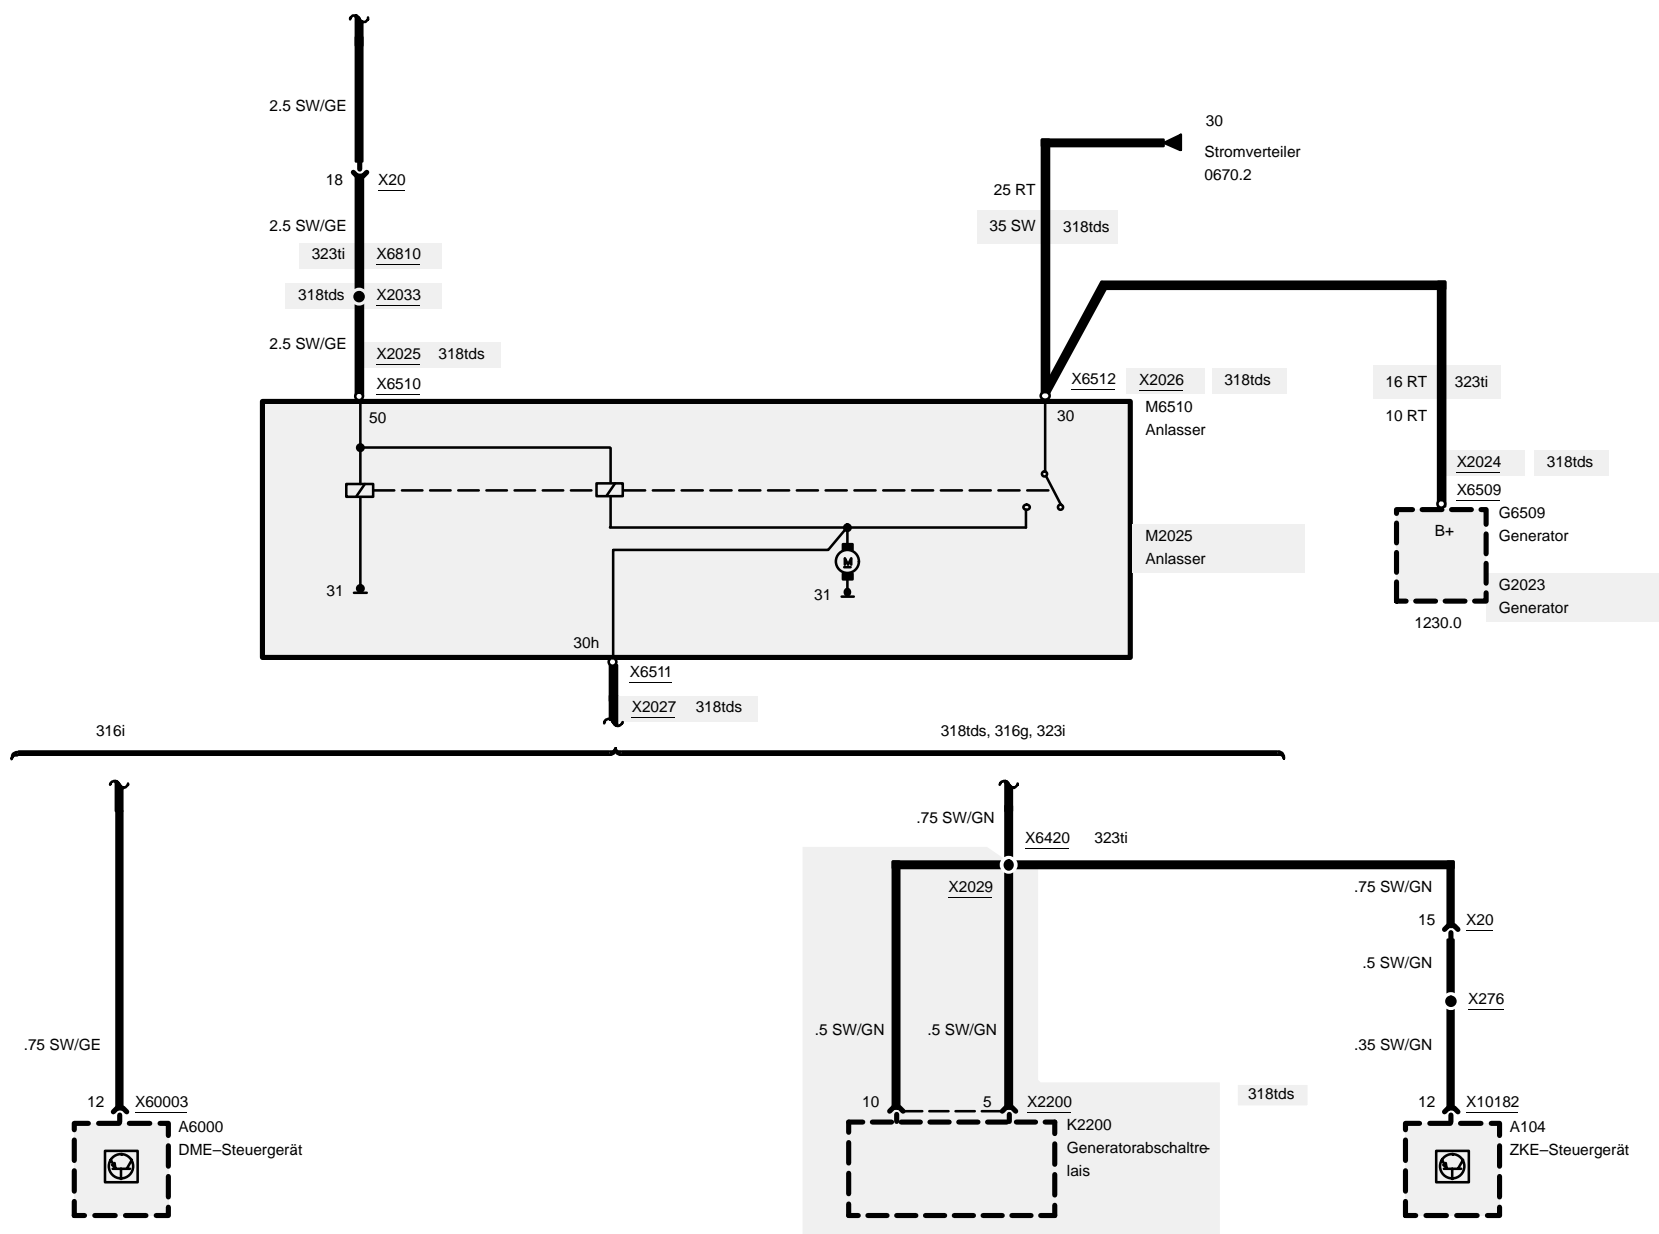 2.5 SW/GE
18 X20
2.5 SW/GE
323ti X6810
318tds X2033
2.5 SW/GE
X2025 318tds
X6510
30
Stromverteiler
0670.2
25 RT
35 SW 318tds
X6512 X2026 318tds
M6510
Anlasser
16 RT 323ti
10 RT
X2024 318tds
X6509
G6509
Generator
B+
G2023
Generator
1230.0
50
30
M
31
31
30h
M2025
Anlasser
X6511
X2027 318tds
316i
318tds, 316g, 323i
.75 SW/GE
12 X60003
A6000
DME–Steuergerät
.75 SW/GN
X6420 323ti
X2029
.5 SW/GN
.5 SW/GN
10
5 X2200
K2200
Generatorabschaltre-
lais
318tds
.75 SW/GN
15 X20
.5 SW/GN
X276
.35 SW/GN
12 X10182
A104
ZKE–Steuergerät